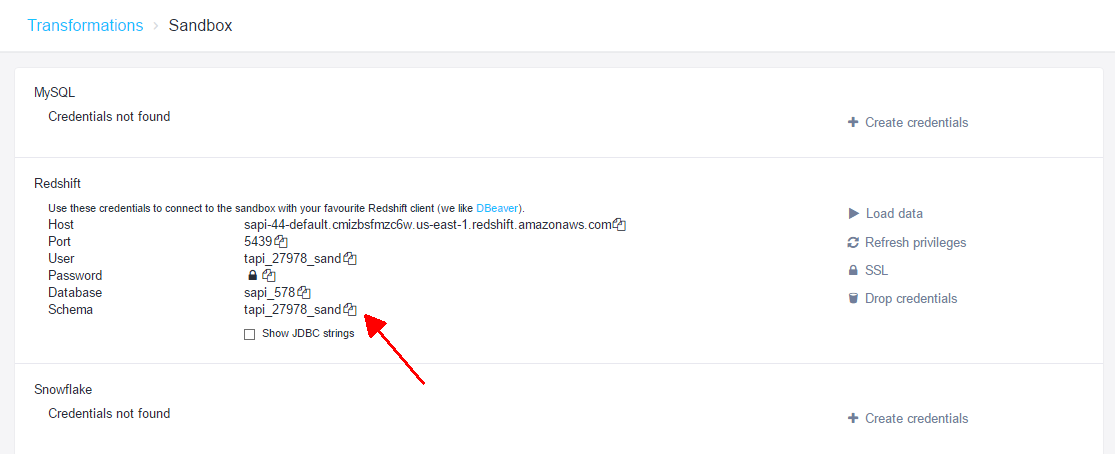 Transformations › Sandbox
MySQL
Credentials not found
Create credentials
Redshift
Use these credentials to connect to the sandbox with your favourite Redshift client (we like DBeaver).
Host sapi-44-default.cmizbsfmzc6w.us-east-1.redshift.amazonaws.com
Load data
Port 5439
Refresh privileges
User tapi_27978_sand
Password
SSL
Database sapi_578
Drop credentials
Schema tapi_27978_sand
Show JDBC strings
Snowflake
Credentials not found
Create credentials